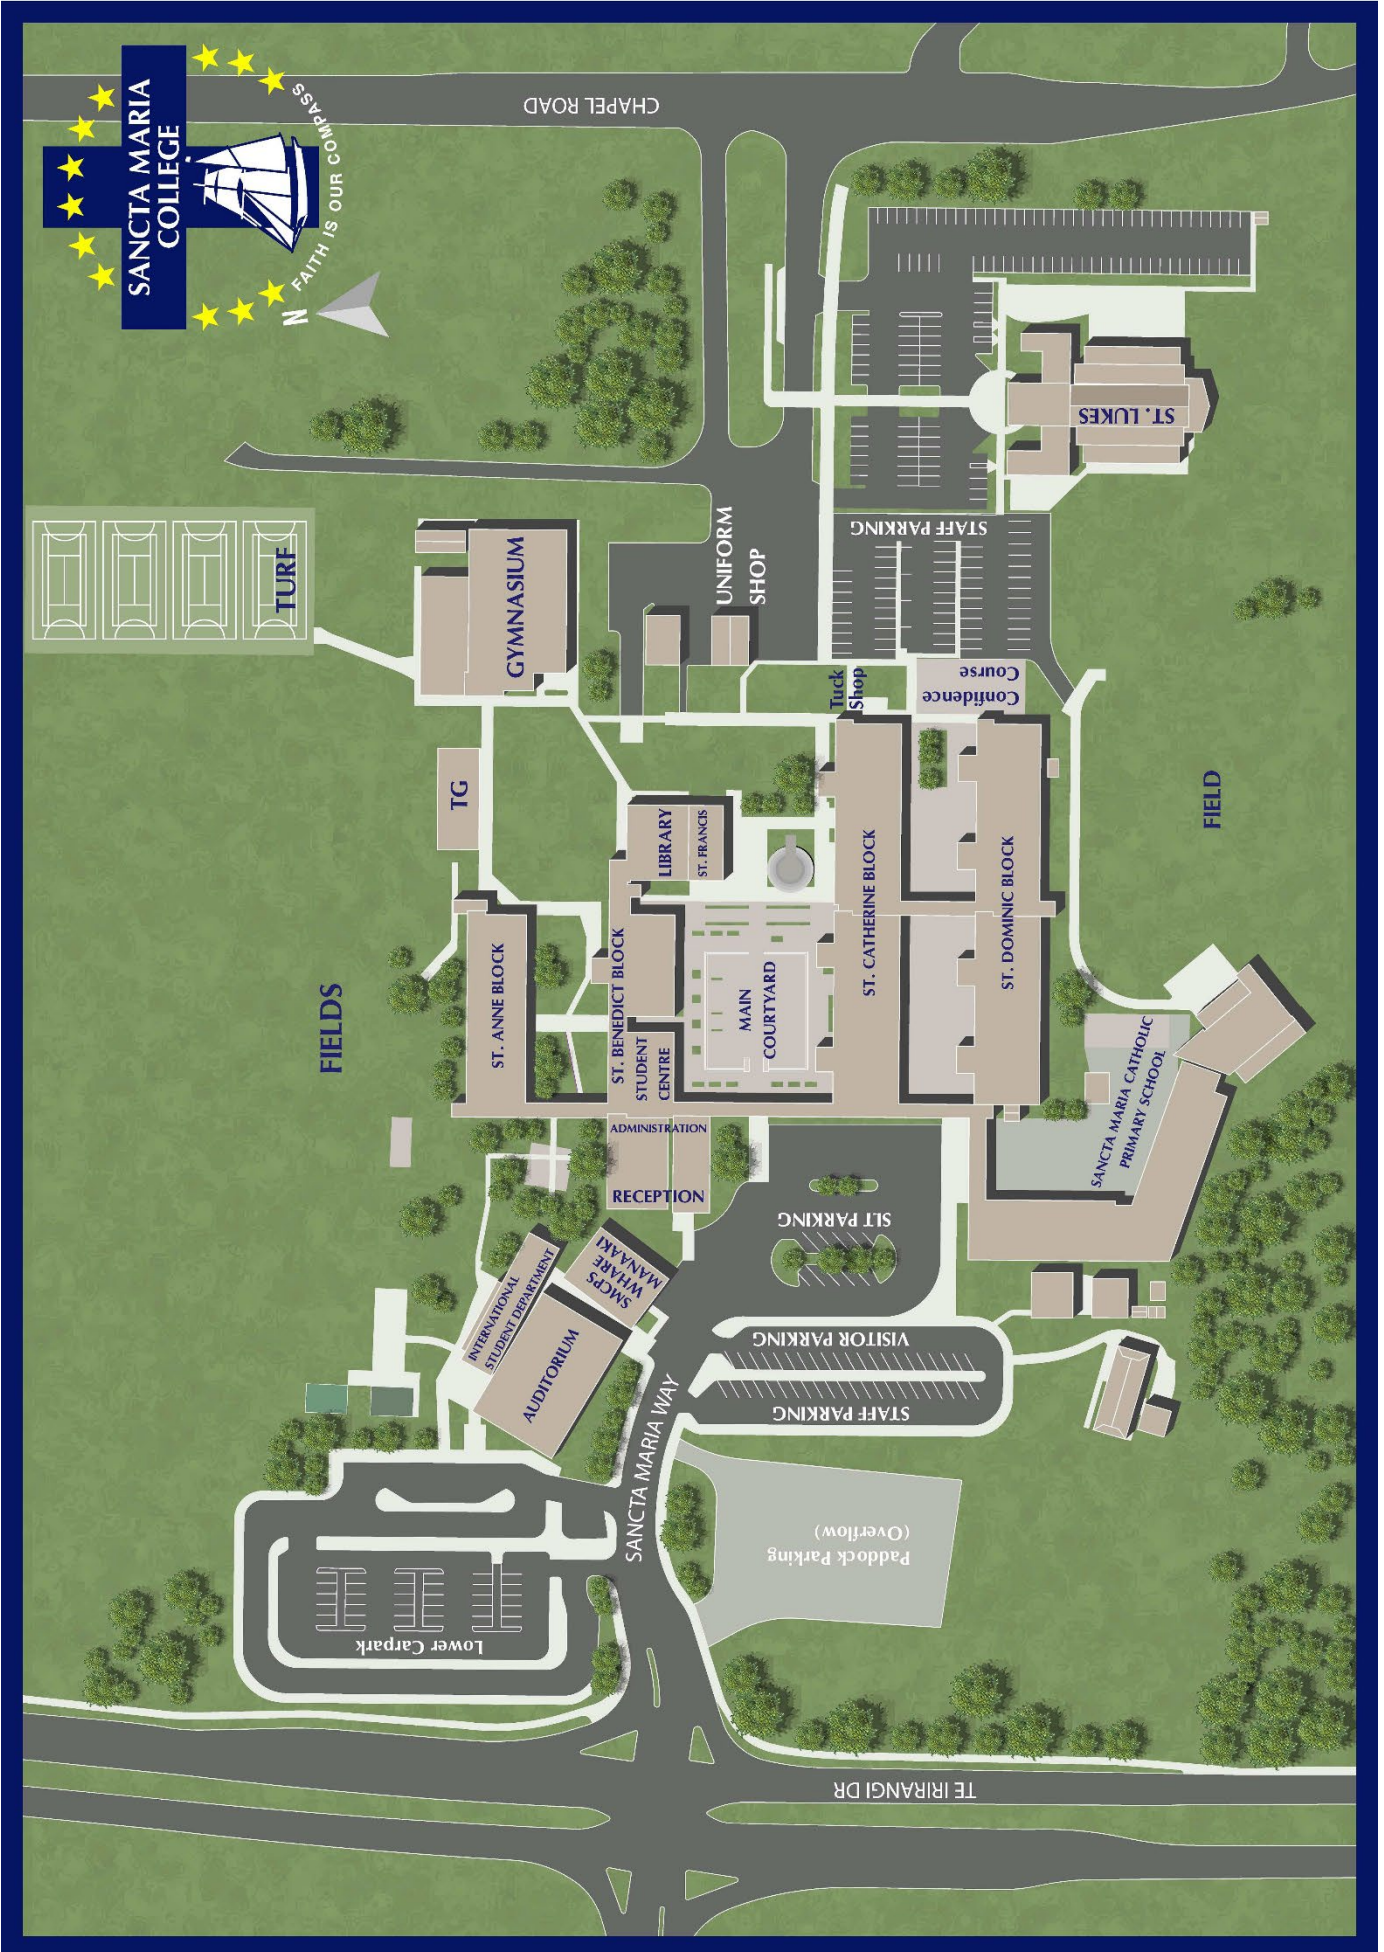 SANCTA MARIA
COLLEGE
FAITH IS OUR COMPASS
N
CHAPEL ROAD
TURF
GYMNASIUM
UNIFORM
SHOP
STAFF PARKING
ST. LUKES
Tuck
Shop
Confidence
Course
TG
LIBRARY
ST. FRANCIS
FIELD
FIELDS
ST. ANNE BLOCK
ST. BENEDICT BLOCK
STUDENT
CENTRE
MAIN
COURTYARD
ST. CATHERINE BLOCK
ST. DOMINIC BLOCK
SANCTA MARIA CATHOLIC
PRIMARY SCHOOL
ADMINISTRATION
RECEPTION
SLT PARKING
SMCPS
WHARE
MANAAKI
INTERNATIONAL
STUDENT DEPARTMENT
AUDITORIUM
VISITOR PARKING
STAFF PARKING
SANCTA MARIA WAY
Paddock Parking
(Overflow)
Lower Carpark
TE IRIRANGI DR